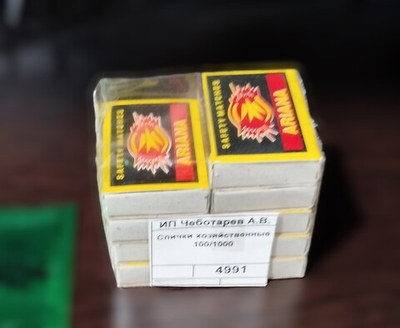 SAFETY MATCHES
ARIANA
SAFETY MATCHES
ARIANA
ИП Чеботарев А.В.
Спички хозяйственные
100/1000
4991